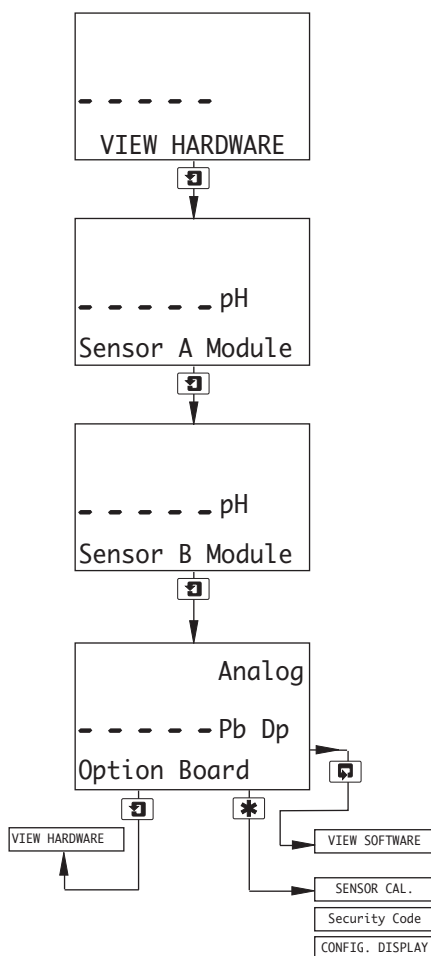 - - - - -
VIEW HARDWARE
- - - - - pH
Sensor A Module
- - - - - pH
Sensor B Module
Analog
- - - - - Pb Dp
Option Board
VIEW HARDWARE
VIEW SOFTWARE
SENSOR CAL.
Security Code
CONFIG. DISPLAY